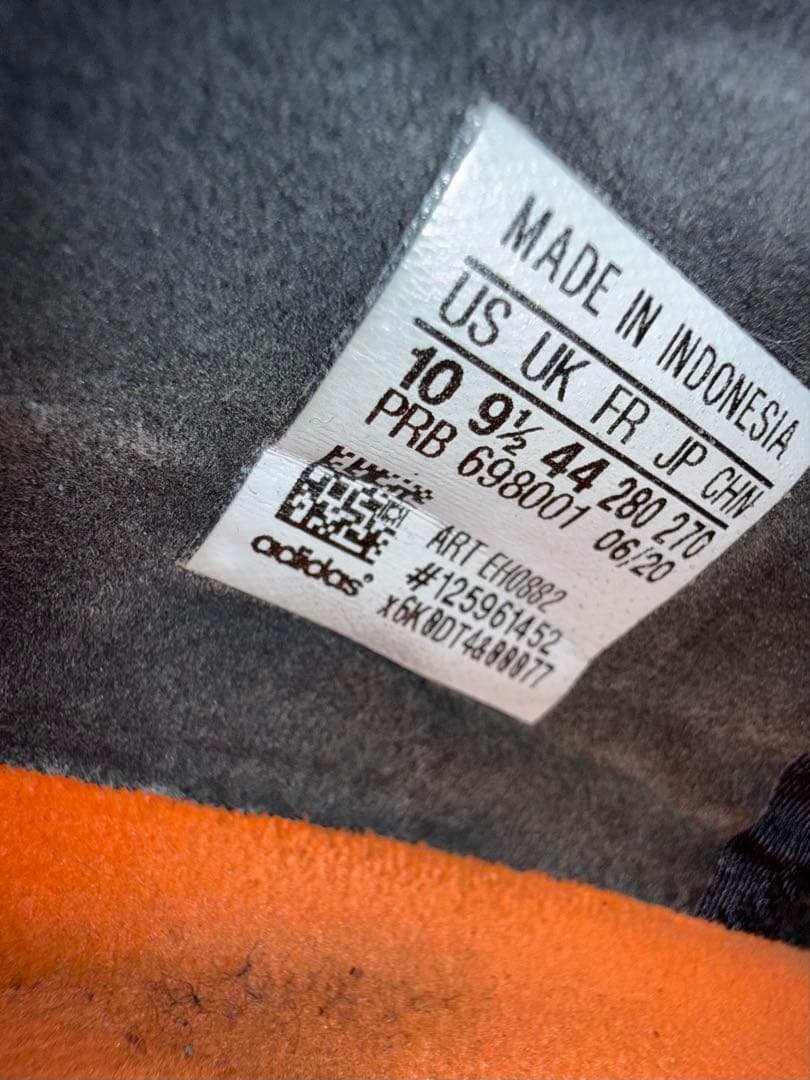 MADE IN INDONESIA
US UK FR JP CHN
10 9½ 44 280 270
PRB 698001 06/20
ART EH0882
#125961452
adidas®